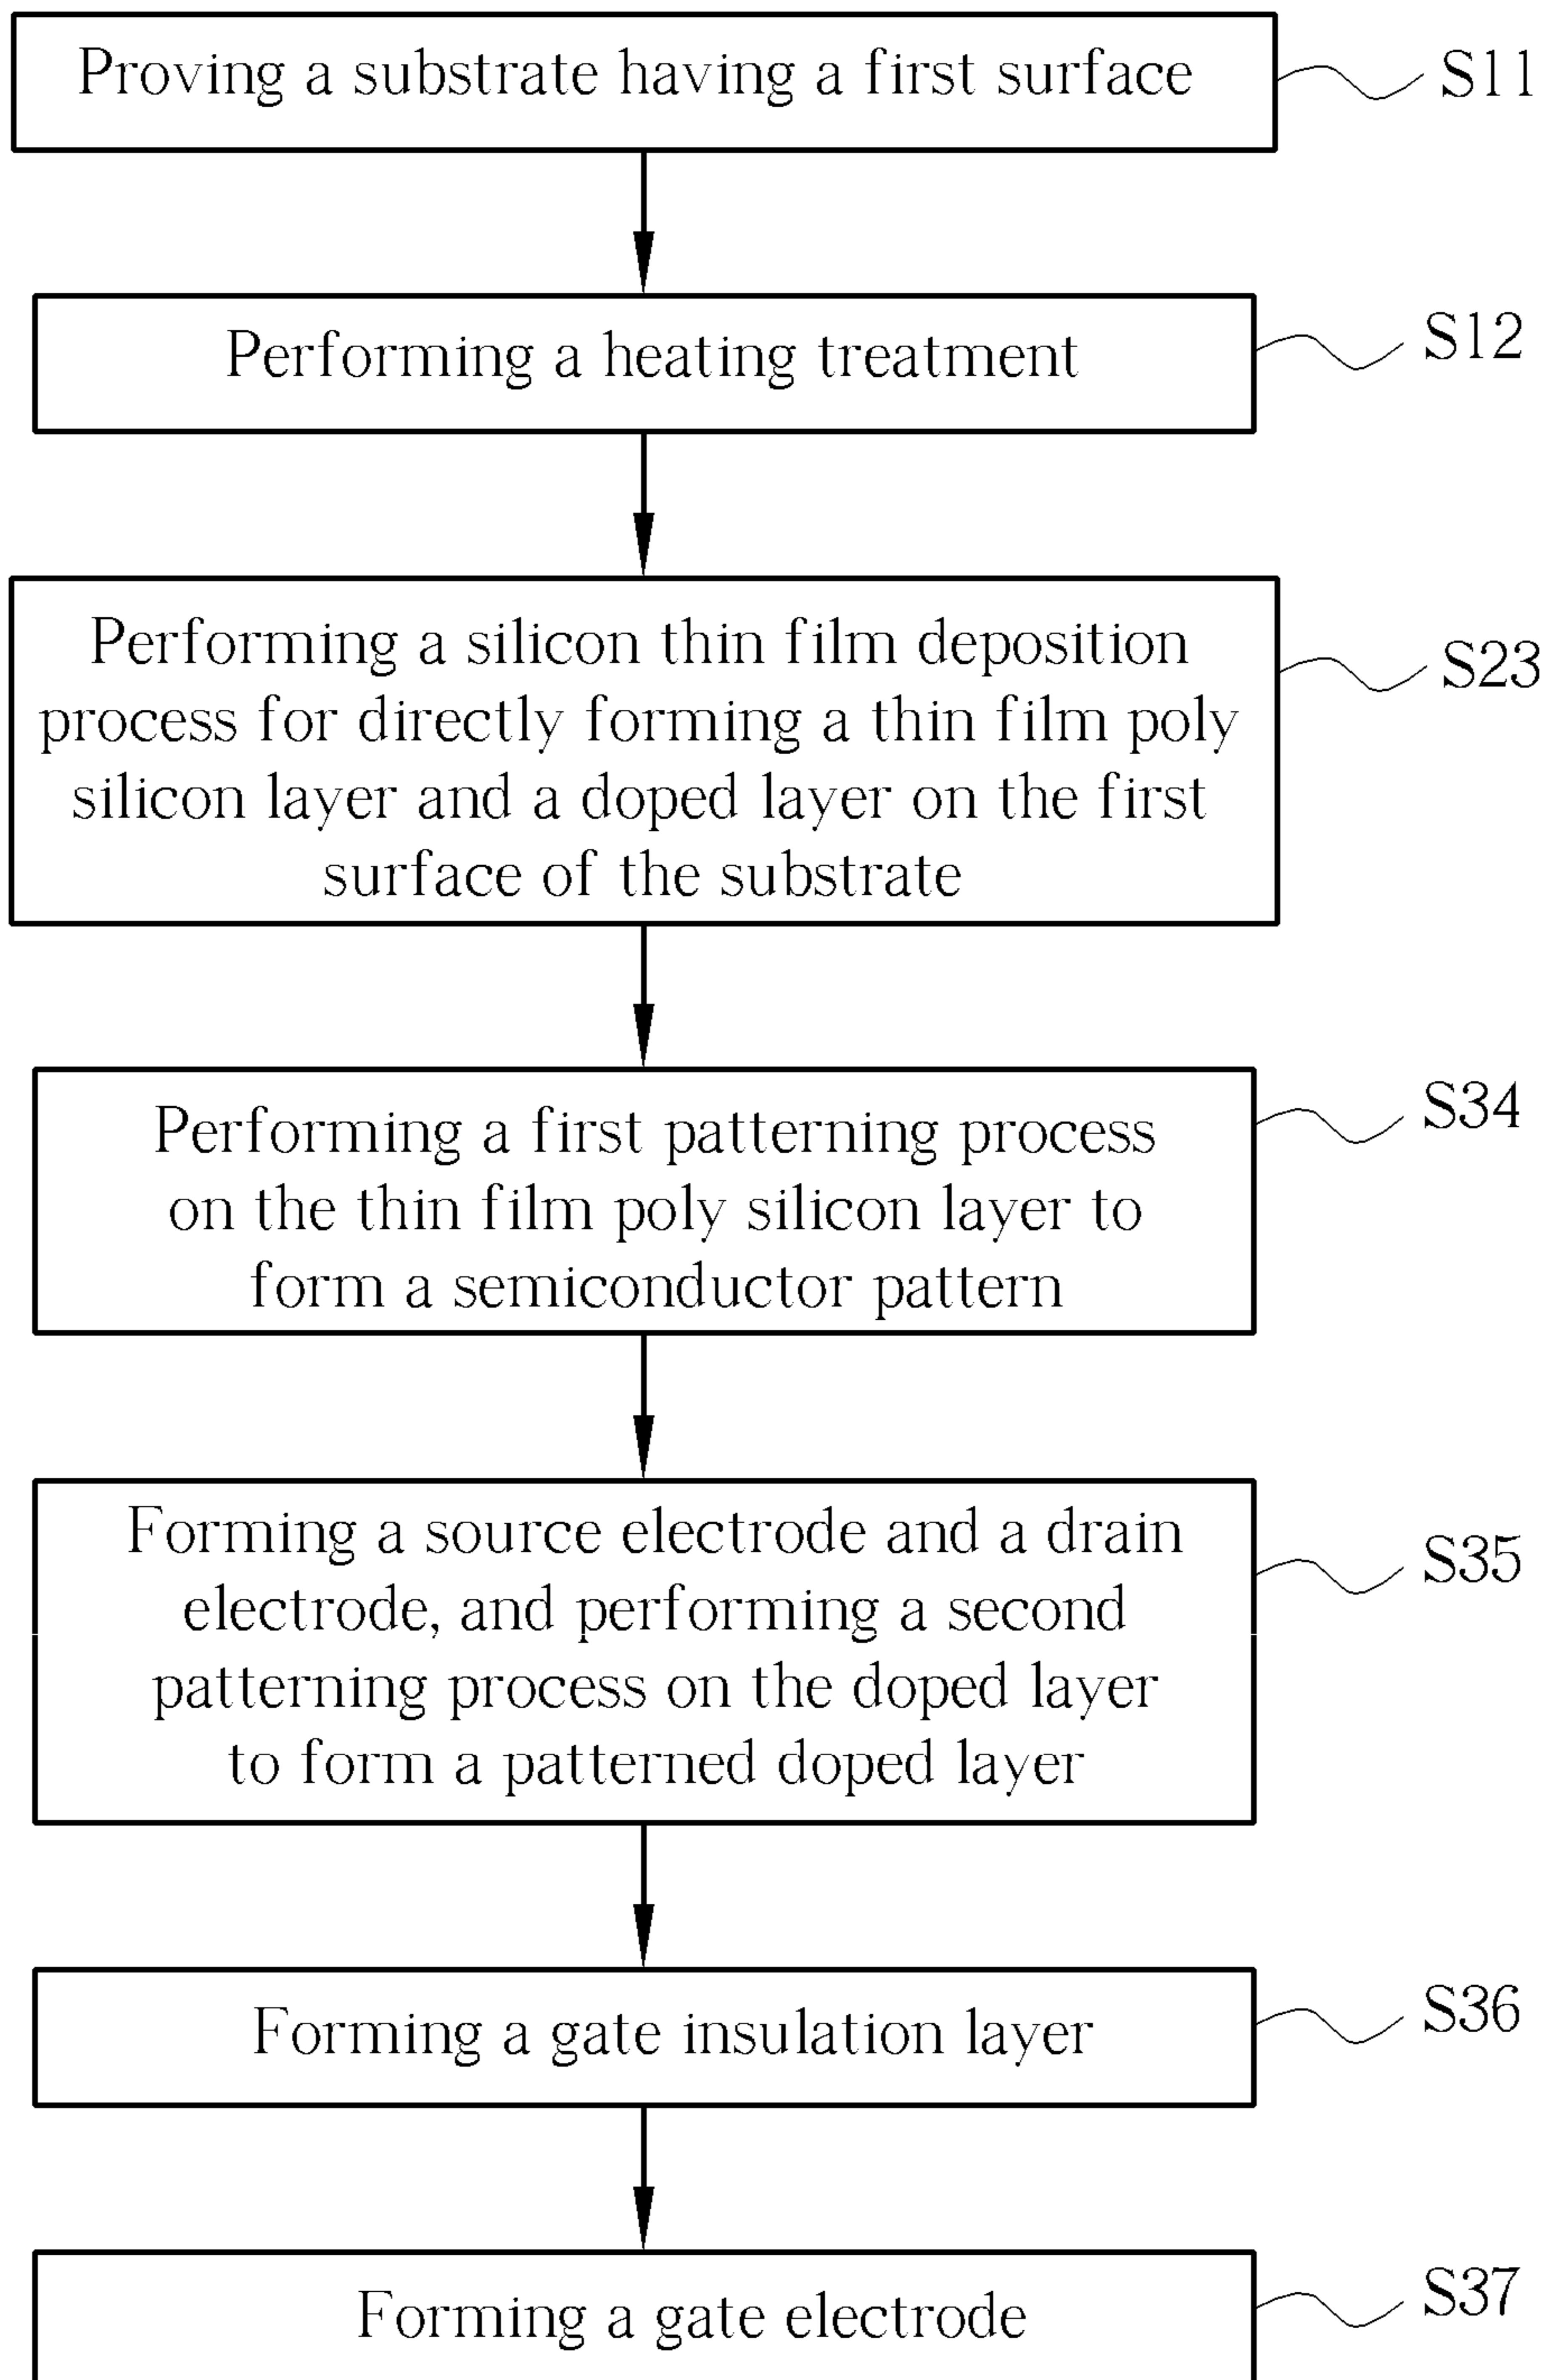 Proving a substrate having a first surface
S11
Performing a heating treatment
S12
Performing a silicon thin film deposition
process for directly forming a thin film poly
silicon layer and a doped layer on the first
surface of the substrate
S23
Performing a first patterning process
on the thin film poly silicon layer to
form a semiconductor pattern
S34
Forming a source electrode and a drain
electrode, and performing a second
patterning process on the doped layer
to form a patterned doped layer
S35
Forming a gate insulation layer
S36
Forming a gate electrode
S37